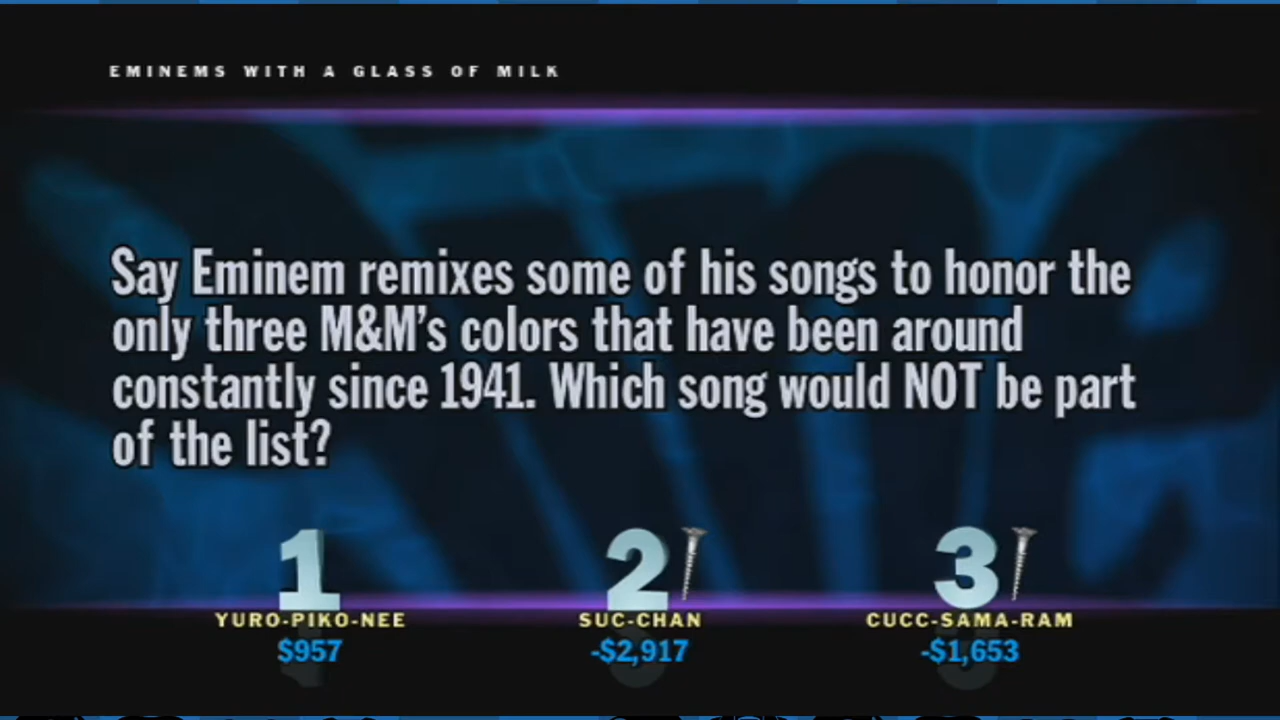 EMINEMS WITH A GLASS OF MILK
Say Eminem remixes some of his songs to honor the
only three M&M's colors that have been around
constantly since 1941. Which song would NOT be part
of the list?
1 2 3
YURO-PIKO-NEE SUC-CHAN CUCC-SAMA-RAM
$957 -$2,917 -$1,653